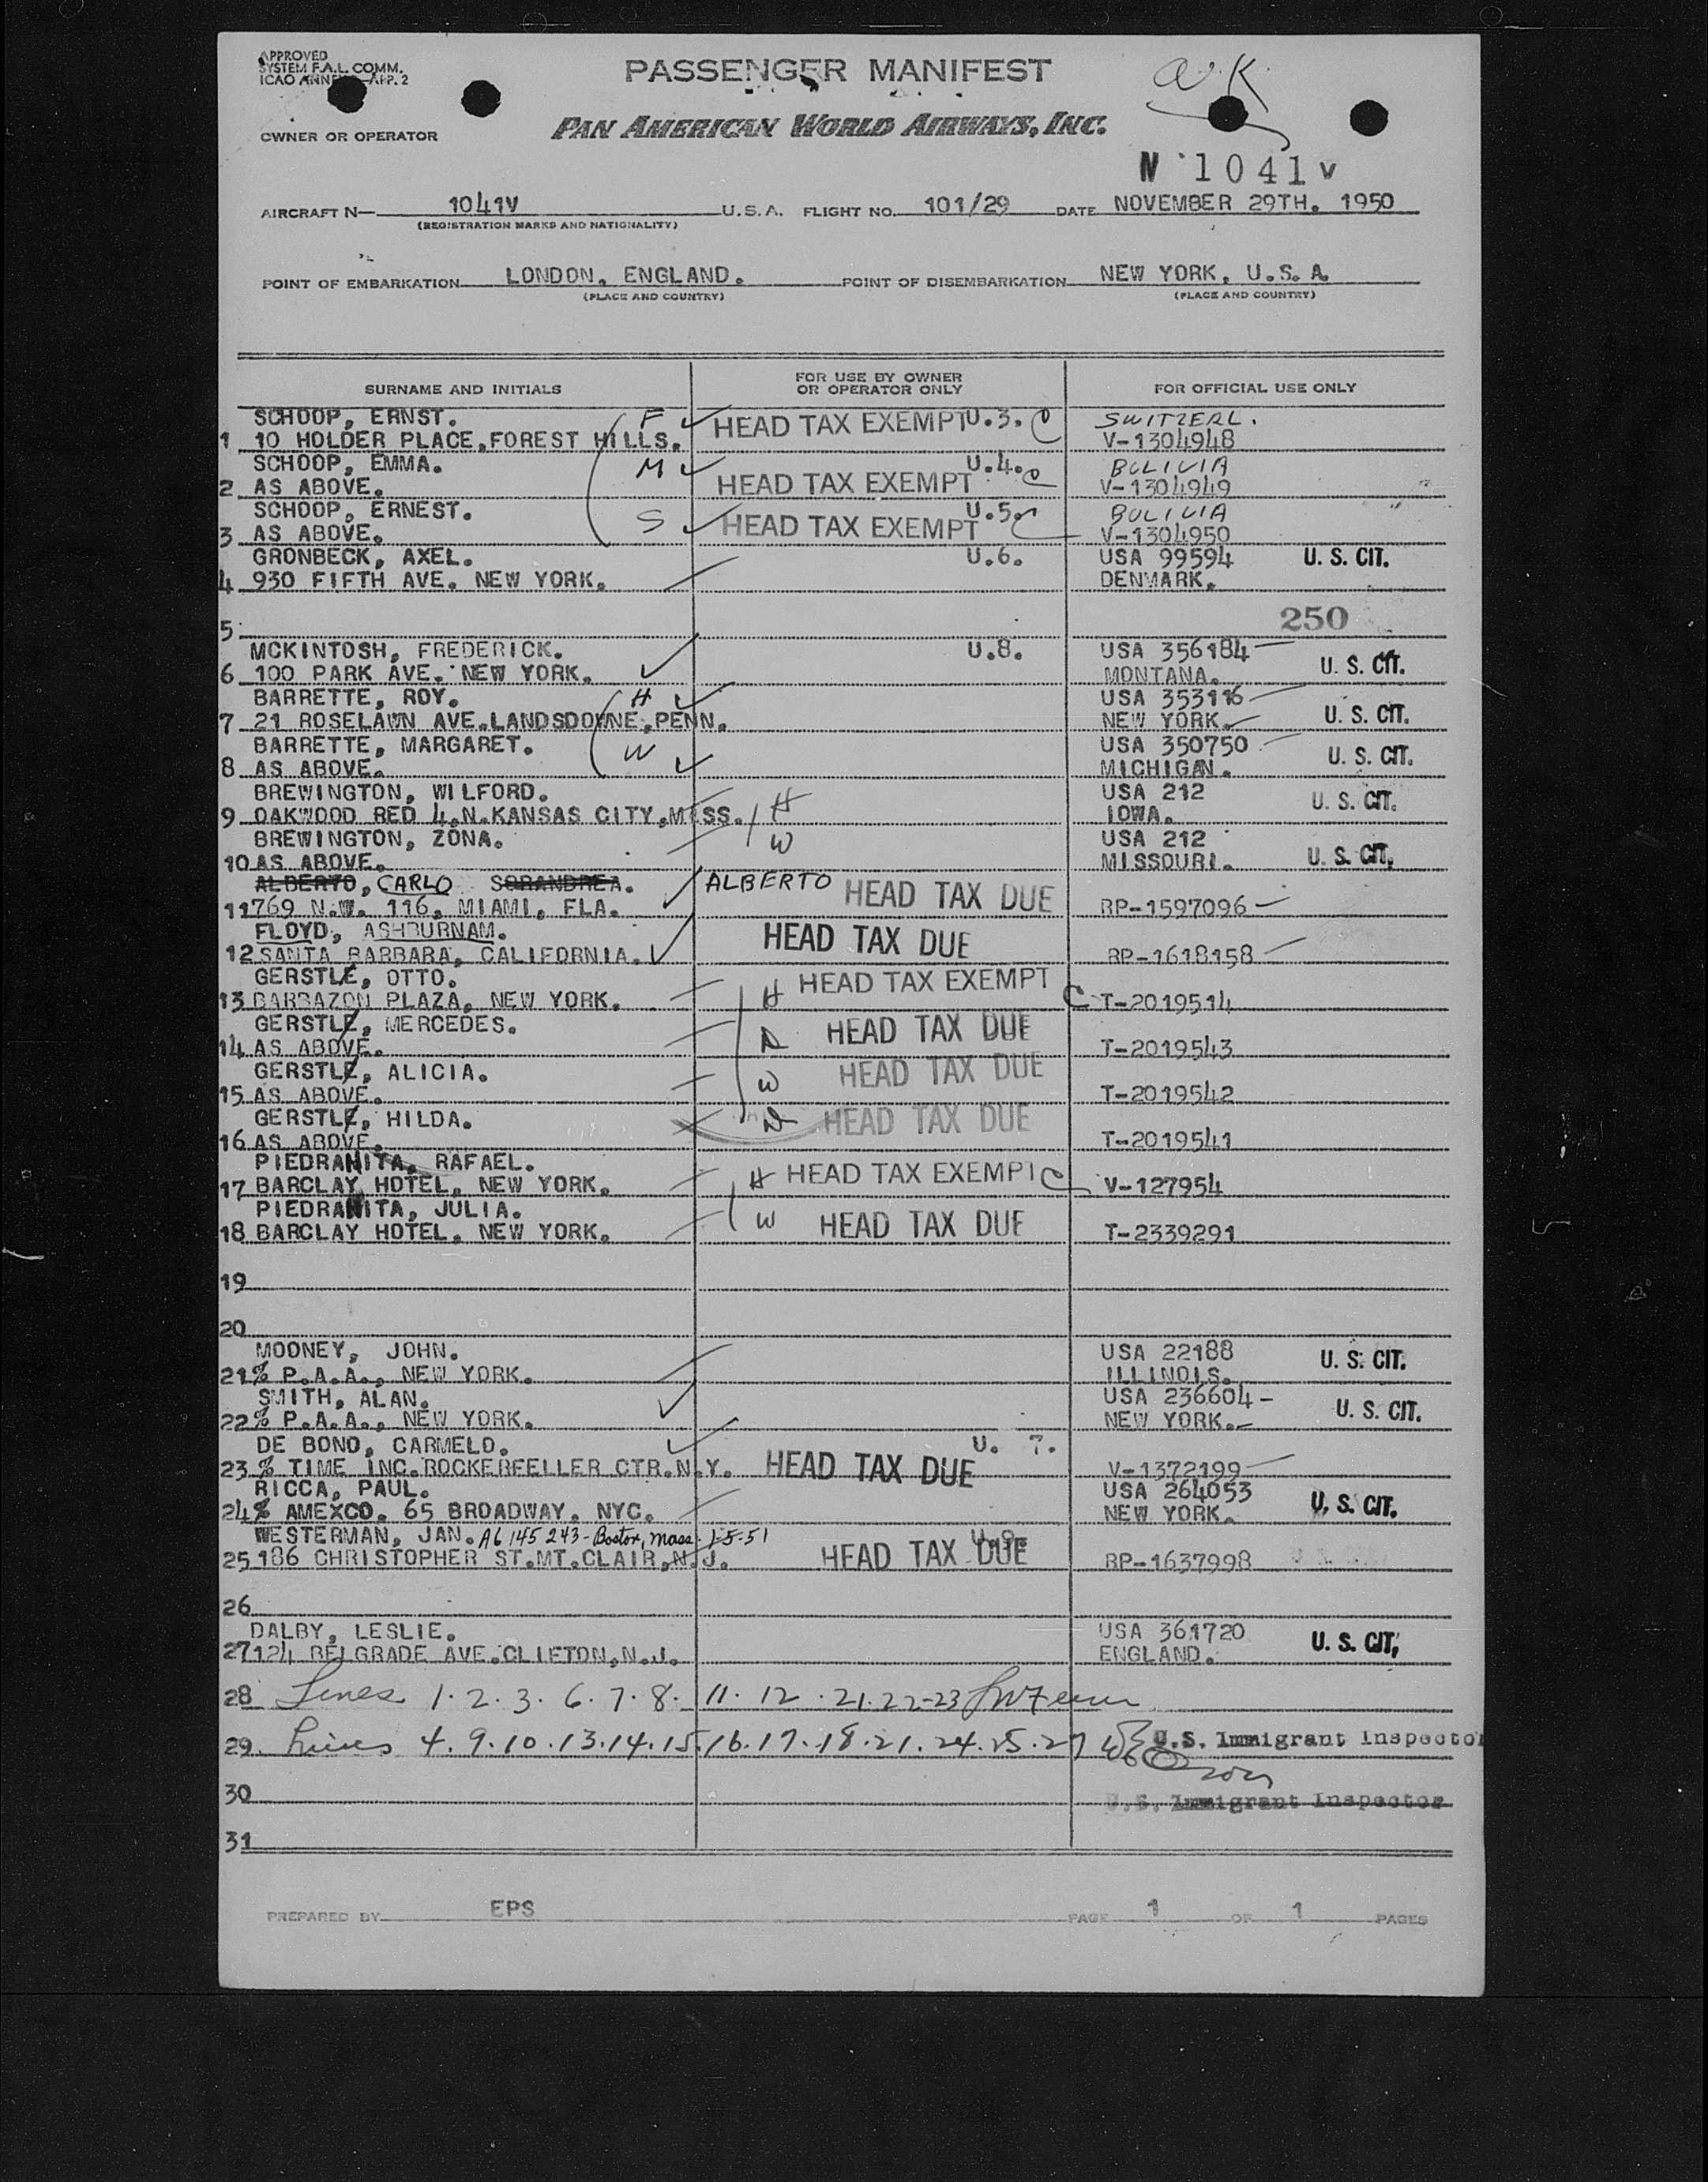 APPROVED
SYSTEM F.A.L. COMM.
ICAO ANNEX APP. 2
PASSENGER MANIFEST
OWNER OR OPERATOR
PAN AMERICAN WORLD AIRWAYS, INC.
N 1041V
AIRCRAFT N— 1041V U.S.A. FLIGHT NO. 101/29 DATE NOVEMBER 29TH. 1950
(REGISTRATION MARKS AND NATIONALITY)
POINT OF EMBARKATION LONDON, ENGLAND. POINT OF DISEMBARKATION NEW YORK, U.S.A.
(PLACE AND COUNTRY) (PLACE AND COUNTRY)
SURNAME AND INITIALS FOR USE BY OWNER OR OPERATOR ONLY FOR OFFICIAL USE ONLY
SCHOOP, ERNST. F HEAD TAX EXEMPT U.3. C SWITZERL.
1 10 HOLDER PLACE,FOREST HILLS. V-1304948
SCHOOP, EMMA. M HEAD TAX EXEMPT U.4. C BOLIVIA
2 AS ABOVE. V-1304949
SCHOOP, ERNEST. S HEAD TAX EXEMPT U.5. C BOLIVIA
3 AS ABOVE. V-1304950
GRONBECK, AXEL. U.6. USA 99594 U. S. CIT.
4 930 FIFTH AVE. NEW YORK. DENMARK.
250
5
MCKINTOSH, FREDERICK. U.8. USA 356184
6 100 PARK AVE. NEW YORK. MONTANA. U. S. CIT.
BARRETTE, ROY. H USA 353116
7 21 ROSELAWN AVE.LANDSDOWNE,PENN. NEW YORK. U. S. CIT.
BARRETTE, MARGARET. W USA 350750
8 AS ABOVE. MICHIGAN. U. S. CIT.
BREWINGTON, WILFORD. H USA 212 U. S. CIT.
9 OAKWOOD RED 4,N.KANSAS CITY,MISS. IOWA.
BREWINGTON, ZONA. W USA 212
10 AS ABOVE. MISSOURI. U. S. CIT.
ALBERTO, CARLO SORANDREA. ALBERTO HEAD TAX DUE
11 769 N.W. 116, MIAMI, FLA. RP-1597096
FLOYD, ASHBURNAM. HEAD TAX DUE
12 SANTA BARBARA, CALIFORNIA. RP-1618158
GERSTLE, OTTO. H HEAD TAX EXEMPT
13 BARBAZON PLAZA, NEW YORK. C T-2019514
GERSTLE, MERCEDES. D HEAD TAX DUE
14 AS ABOVE. T-2019543
GERSTLE, ALICIA. W HEAD TAX DUE
15 AS ABOVE. T-2019542
GERSTLE, HILDA. D HEAD TAX DUE
16 AS ABOVE. T-2019541
PIEDRAHITA, RAFAEL. H HEAD TAX EXEMPT C
17 BARCLAY HOTEL, NEW YORK. V-127954
PIEDRAHITA, JULIA. W HEAD TAX DUE
18 BARCLAY HOTEL, NEW YORK. T-2339291
19
20
MOONEY, JOHN. USA 22188 U. S. CIT.
21 % P.A.A., NEW YORK. ILLINOIS.
SMITH, ALAN. USA 236604- U. S. CIT.
22 % P.A.A., NEW YORK. NEW YORK.
DE BONO, CARMELO. U. 7.
23 % TIME INC.ROCKERFELLER CTR.N.Y. HEAD TAX DUE V-1372199
RICCA, PAUL. USA 264053 U. S. CIT.
24 % AMEXCO. 65 BROADWAY. NYC. NEW YORK.
WESTERMAN, JAN. A6 145 243 - Boston, Mass. 1-5-51 U.9.
25 186 CHRISTOPHER ST.MT.CLAIR,N.J. HEAD TAX DUE RP-1637998
26
DALBY, LESLIE. USA 361720 U. S. CIT.
27 124 BELGRADE AVE.CLIFTON,N.J. ENGLAND.
28 Lines 1. 2. 3. 6. 7. 8. 11. 12. 21. 22-23
29 Lines 4. 9. 10. 13. 14. 15. 16. 17. 18. 21. 24. 25. 27 U.S. Immigrant Inspector
30 U.S. Immigrant Inspector
31
PREPARED BY EPS PAGE 1 OF 1 PAGES